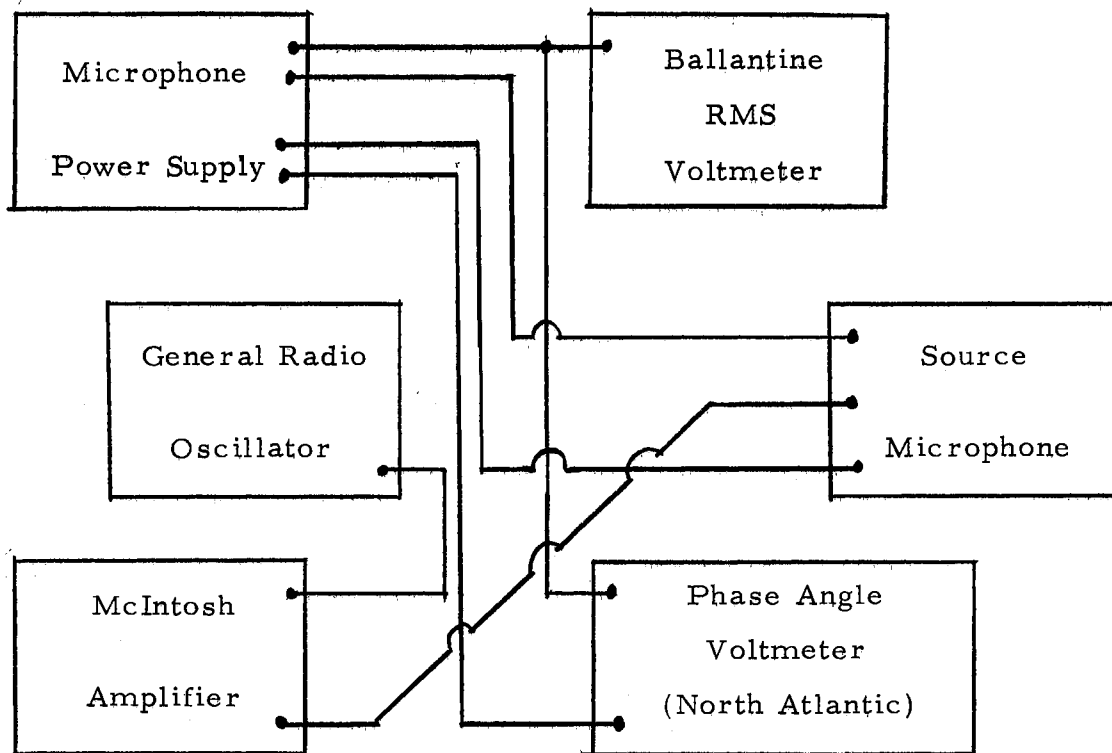 Microphone
Power Supply
Ballantine
RMS
Voltmeter
General Radio
Oscillator
Source
Microphone
McIntosh
Amplifier
Phase Angle
Voltmeter
(North Atlantic)